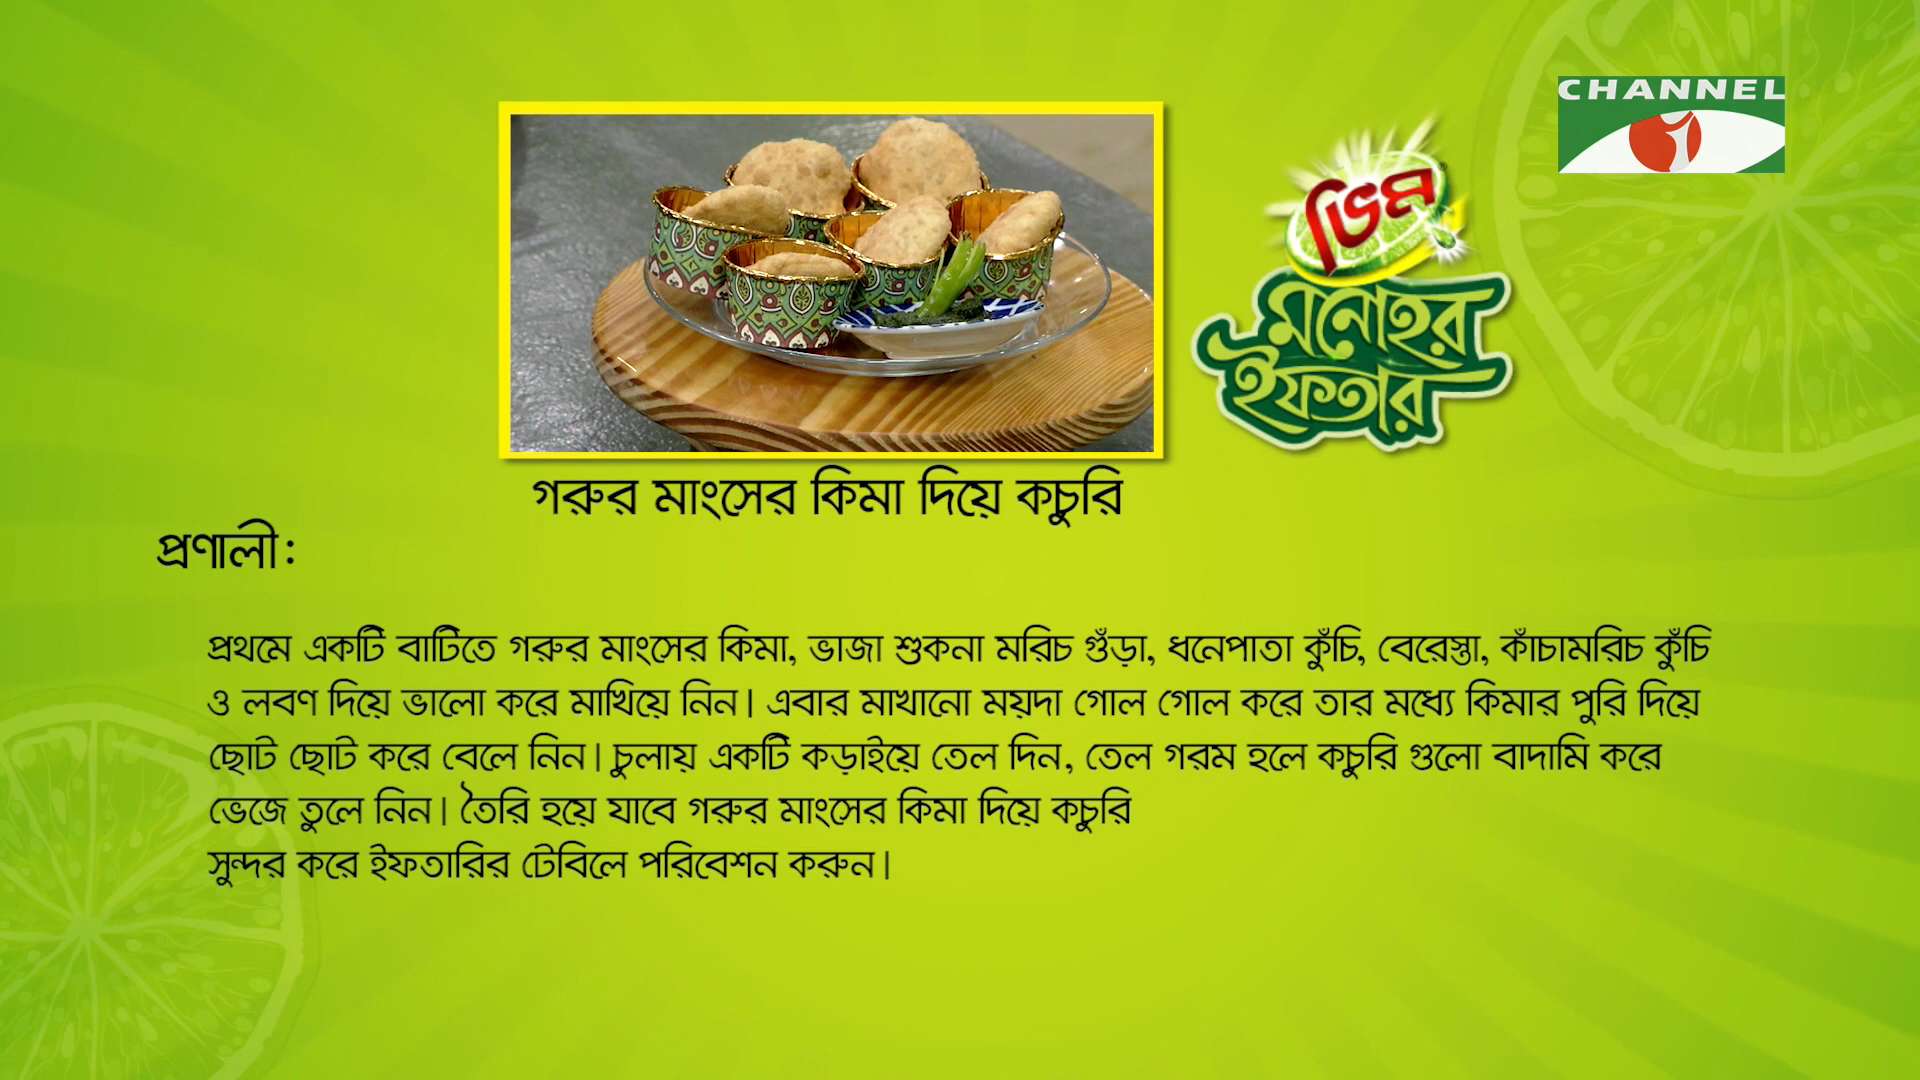 CHANNEL i
ভিম
মনোহর
ইফতার
গরুর মাংসের কিমা দিয়ে কচুরি
প্রণালী:
প্রথমে একটি বাটিতে গরুর মাংসের কিমা, ভাজা শুকনা মরিচ গুঁড়া, ধনেপাতা কুঁচি, বেরেস্তা, কাঁচামরিচ কুঁচি
ও লবণ দিয়ে ভালো করে মাখিয়ে নিন। এবার মাখানো ময়দা গোল গোল করে তার মধ্যে কিমার পুরি দিয়ে
ছোট ছোট করে বেলে নিন। চুলায় একটি কড়াইয়ে তেল দিন, তেল গরম হলে কচুরি গুলো বাদামি করে
ভেজে তুলে নিন। তৈরি হয়ে যাবে গরুর মাংসের কিমা দিয়ে কচুরি
সুন্দর করে ইফতারির টেবিলে পরিবেশন করুন।